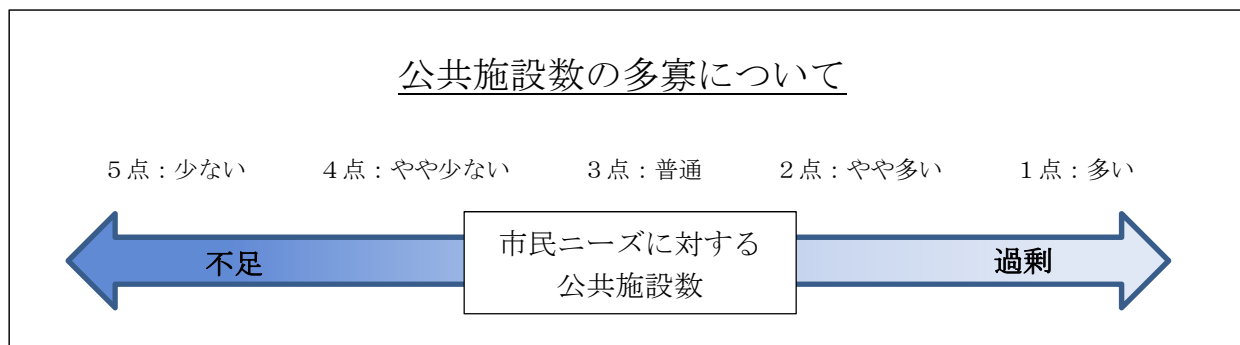 公共施設数の多寡について
5点：少ない　4点：やや少ない　3点：普通　2点：やや多い　1点：多い
不足
市民ニーズに対する
公共施設数
過剰